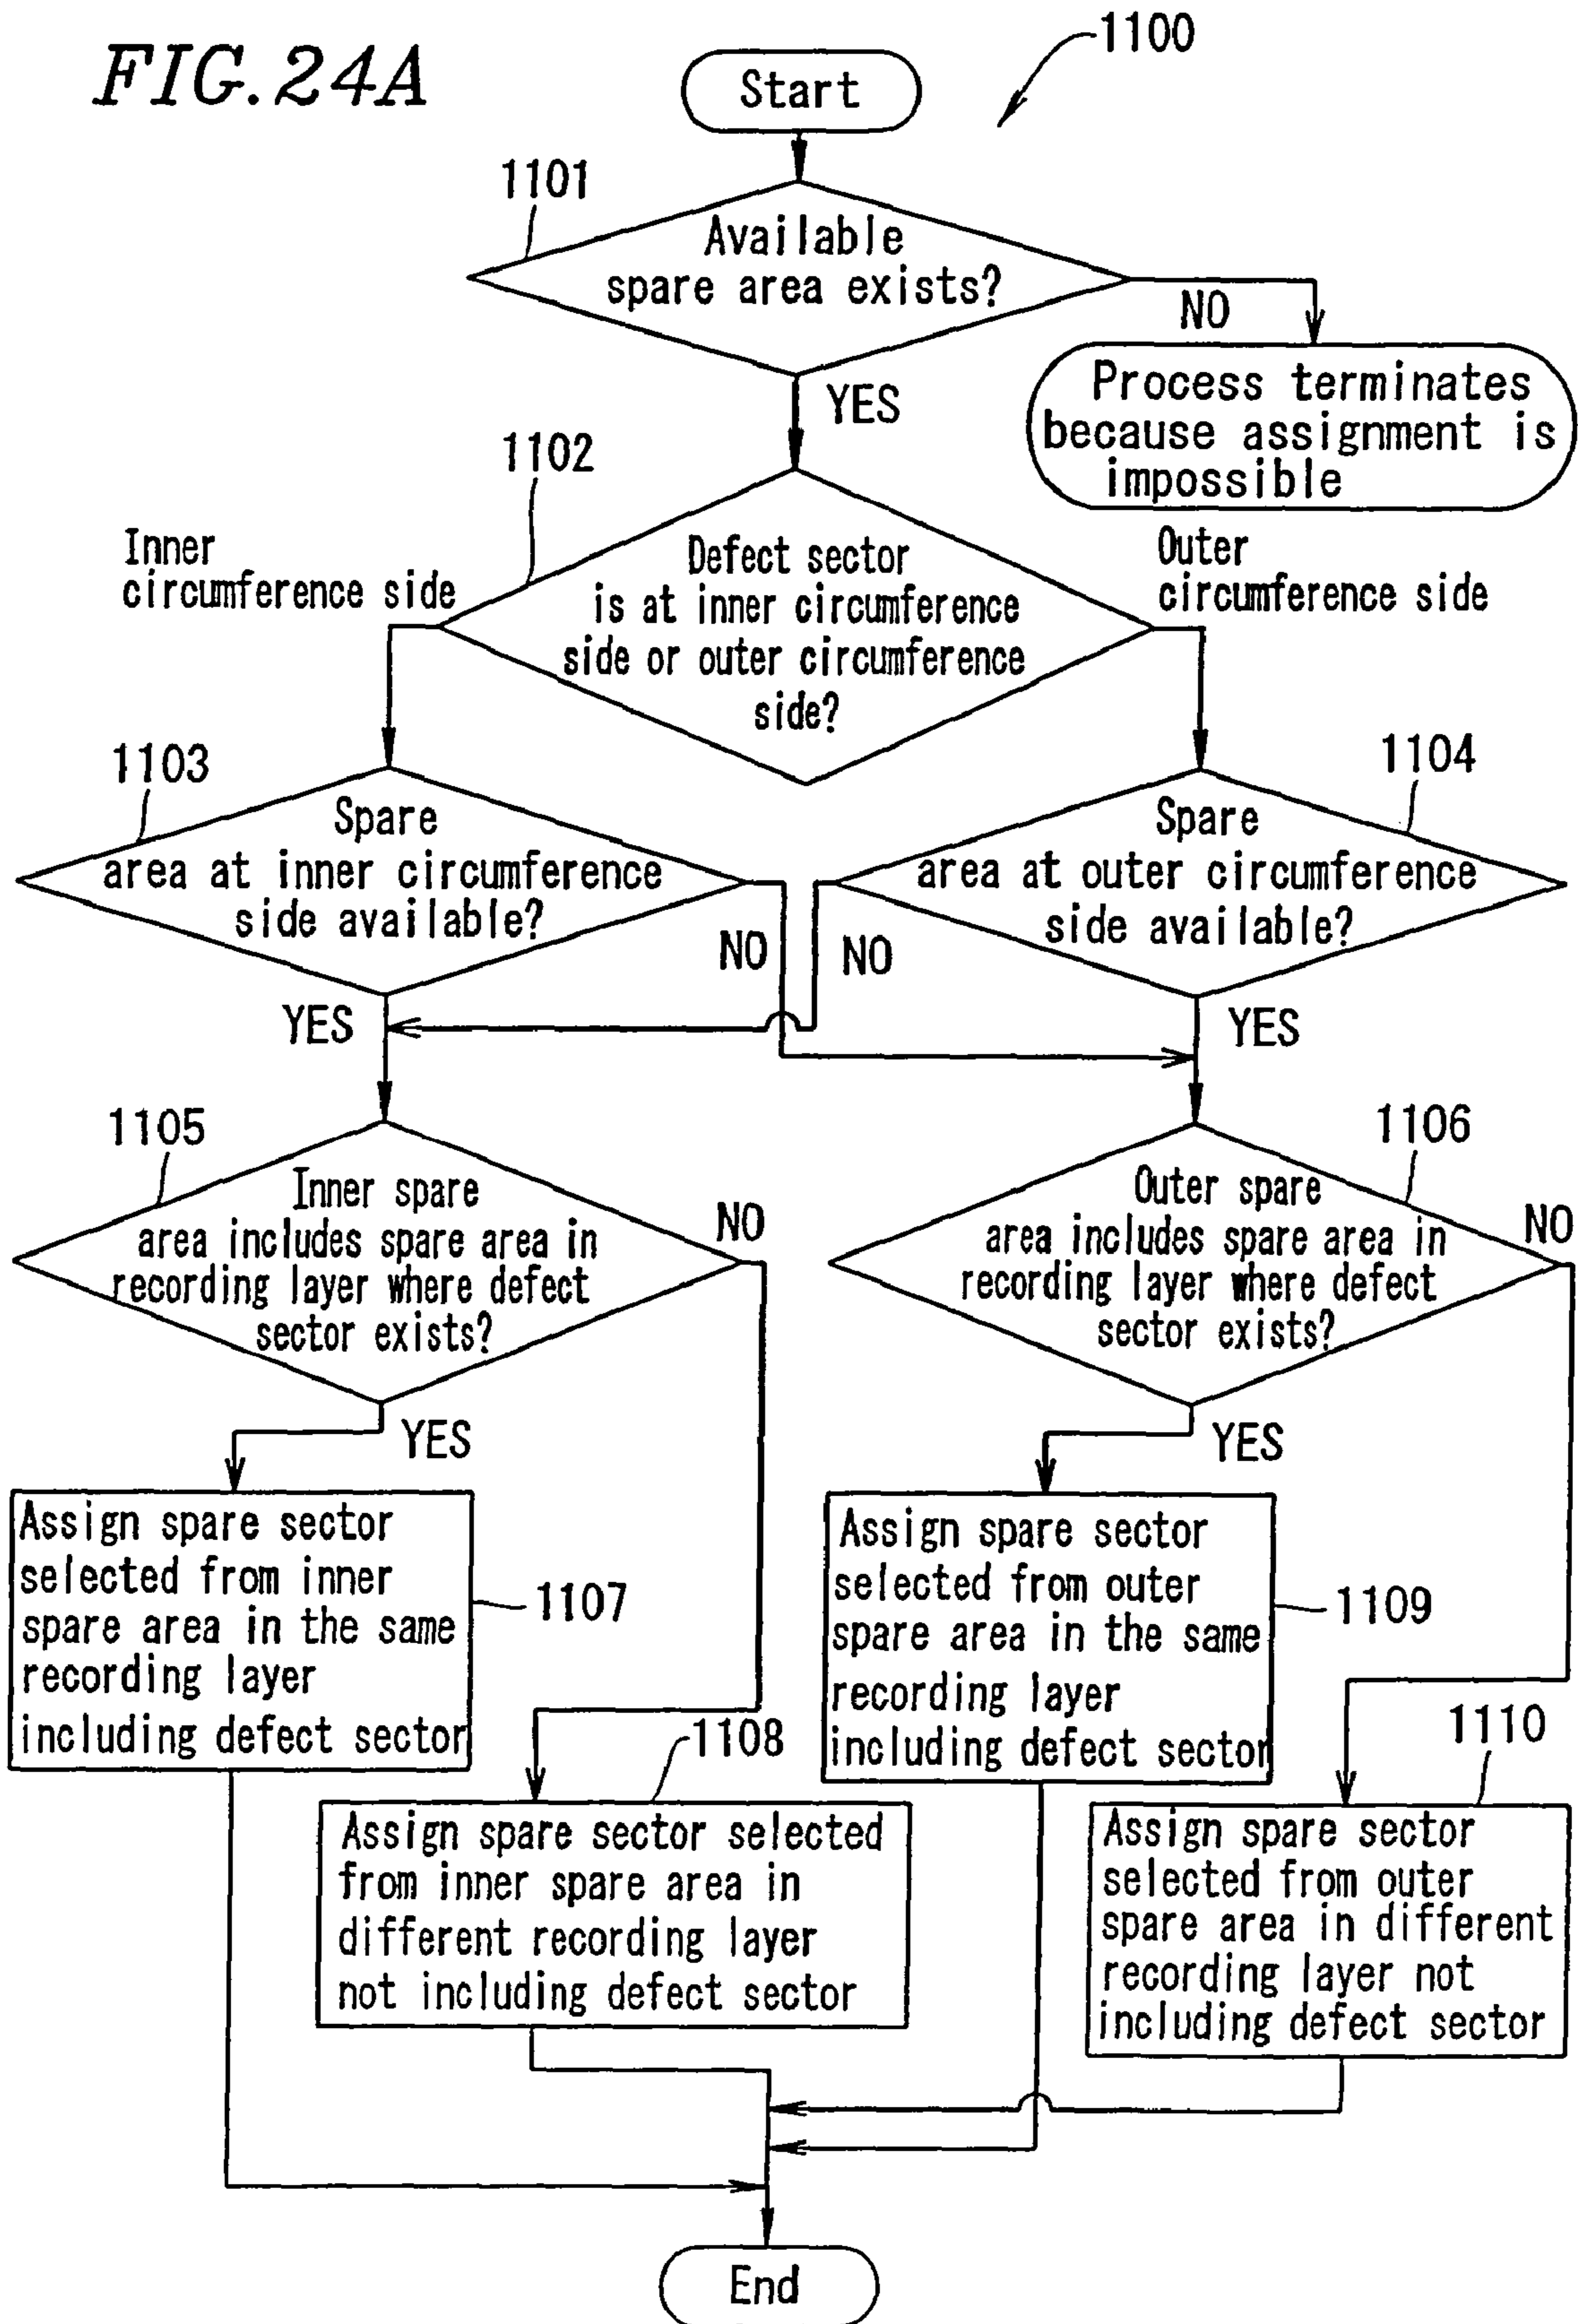 FIG.24A
1100
Start
1101
Available
spare area exists?
NO
YES
Process terminates
because assignment is
impossible
1102
Inner
circumference side
Defect sector
is at inner circumference
side or outer circumference
side?
Outer
circumference side
1103
Spare
area at inner circumference
side available?
NO
YES
1104
Spare
area at outer circumference
side available?
NO
YES
1105
Inner spare
area includes spare area in
recording layer where defect
sector exists?
NO
YES
1106
Outer spare
area includes spare area in
recording layer where defect
sector exists?
NO
YES
Assign spare sector
selected from inner
spare area in the same
recording layer
including defect sector
1107
Assign spare sector
selected from outer
spare area in the same
recording layer
including defect sector
1109
1108
Assign spare sector selected
from inner spare area in
different recording layer
not including defect sector
1110
Assign spare sector
selected from outer
spare area in different
recording layer not
including defect sector
End